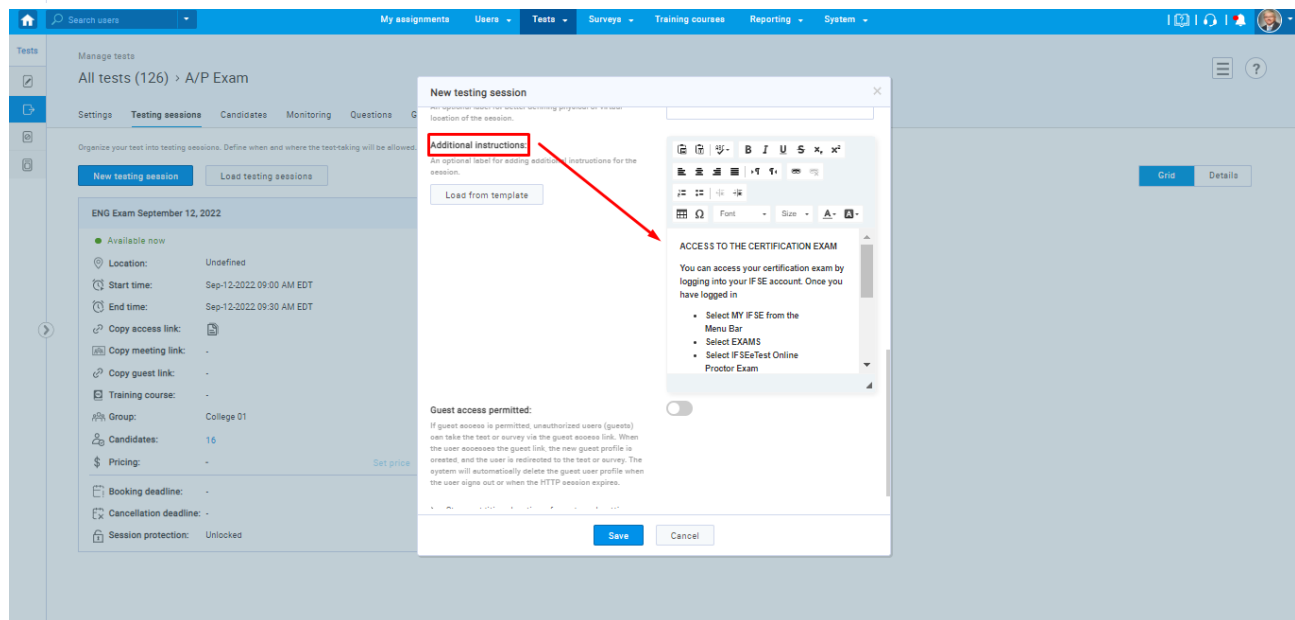 Search users
My assignments Users Tests Surveys Training courses Reporting System
Tests
Manage tests
All tests (126) › A/P Exam
Settings Testing sessions Candidates Monitoring Questions G
Organize your test into testing sessions. Define when and where the test-taking will be allowed.
New testing session Load testing sessions
Grid Details
ENG Exam September 12, 2022
Available now
Location: Undefined
Start time: Sep-12-2022 09:00 AM EDT
End time: Sep-12-2022 09:30 AM EDT
Copy access link:
Copy meeting link: -
Copy guest link: -
Training course: -
Group: College 01
Candidates: 16
Pricing: - Set price
Booking deadline: -
Cancellation deadline: -
Session protection: Unlocked
New testing session
An optional label for better defining physical or virtual
location of the session.
Additional instructions:
An optional label for adding additional instructions for the
session.
Load from template
B I U S x, x²
Ω Font Size A A
ACCESS TO THE CERTIFICATION EXAM
You can access your certification exam by
logging into your IFSE account. Once you
have logged in
• Select MY IFSE from the
Menu Bar
• Select EXAMS
• Select IFSEeTest Online
Proctor Exam
Guest access permitted:
If guest access is permitted, unauthorized users (guests)
can take the test or survey via the guest access link. When
the user accesses the guest link, the new guest profile is
created, and the user is redirected to the test or survey. The
system will automatically delete the guest user profile when
the user signs out or when the HTTP session expires.
Save Cancel